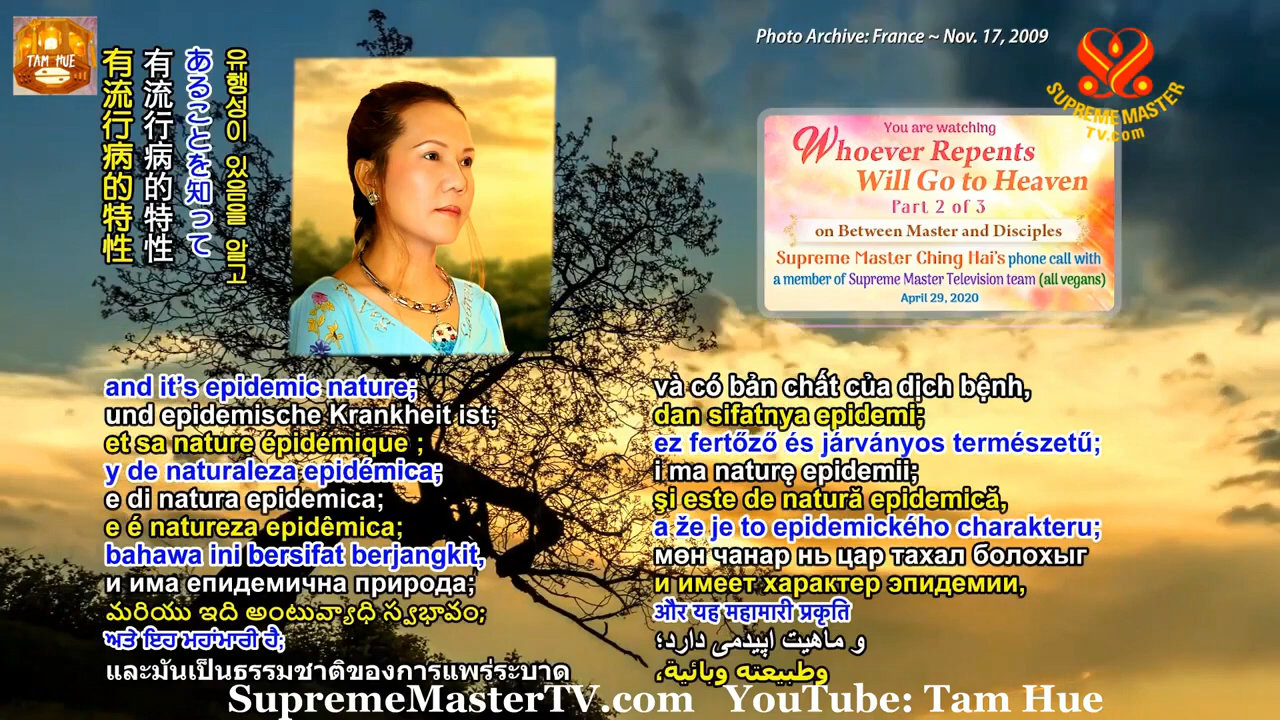 TAM HUE
有流行病的特性
有流行病的特性
あることを知って
유행성이 있음을 알고
Photo Archive: France ~ Nov. 17, 2009
SUPREME MASTER
TV.com
You are watching
Whoever Repents
Will Go to Heaven
Part 2 of 3
on Between Master and Disciples
Supreme Master Ching Hai's phone call with
a member of Supreme Master Television team (all vegans)
April 29, 2020
and it's epidemic nature;
und epidemische Krankheit ist;
et sa nature épidémique ;
y de naturaleza epidémica;
e di natura epidemica;
e é natureza epidêmica;
bahawa ini bersifat berjangkit,
и има епидемична природа;
మరియు ఇది అంటువ్యాధి స్వభావం;
ਅਤੇ ਇਹ ਮਹਾਂਮਾਰੀ ਹੈ;
และมันเป็นธรรมชาติของการแพร่ระบาด
và có bản chất của dịch bệnh,
dan sifatnya epidemi;
ez fertőző és járványos természetű;
i ma naturę epidemii;
şi este de natură epidemică,
a že je to epidemického charakteru;
мөн чанар нь цар тахал болохыг
и имеет характер эпидемии,
और यह महामारी प्रकृति
و ماهیت اپیدمی دارد؛
وطبيعته وبائية،
SupremeMasterTV.com YouTube: Tam Hue